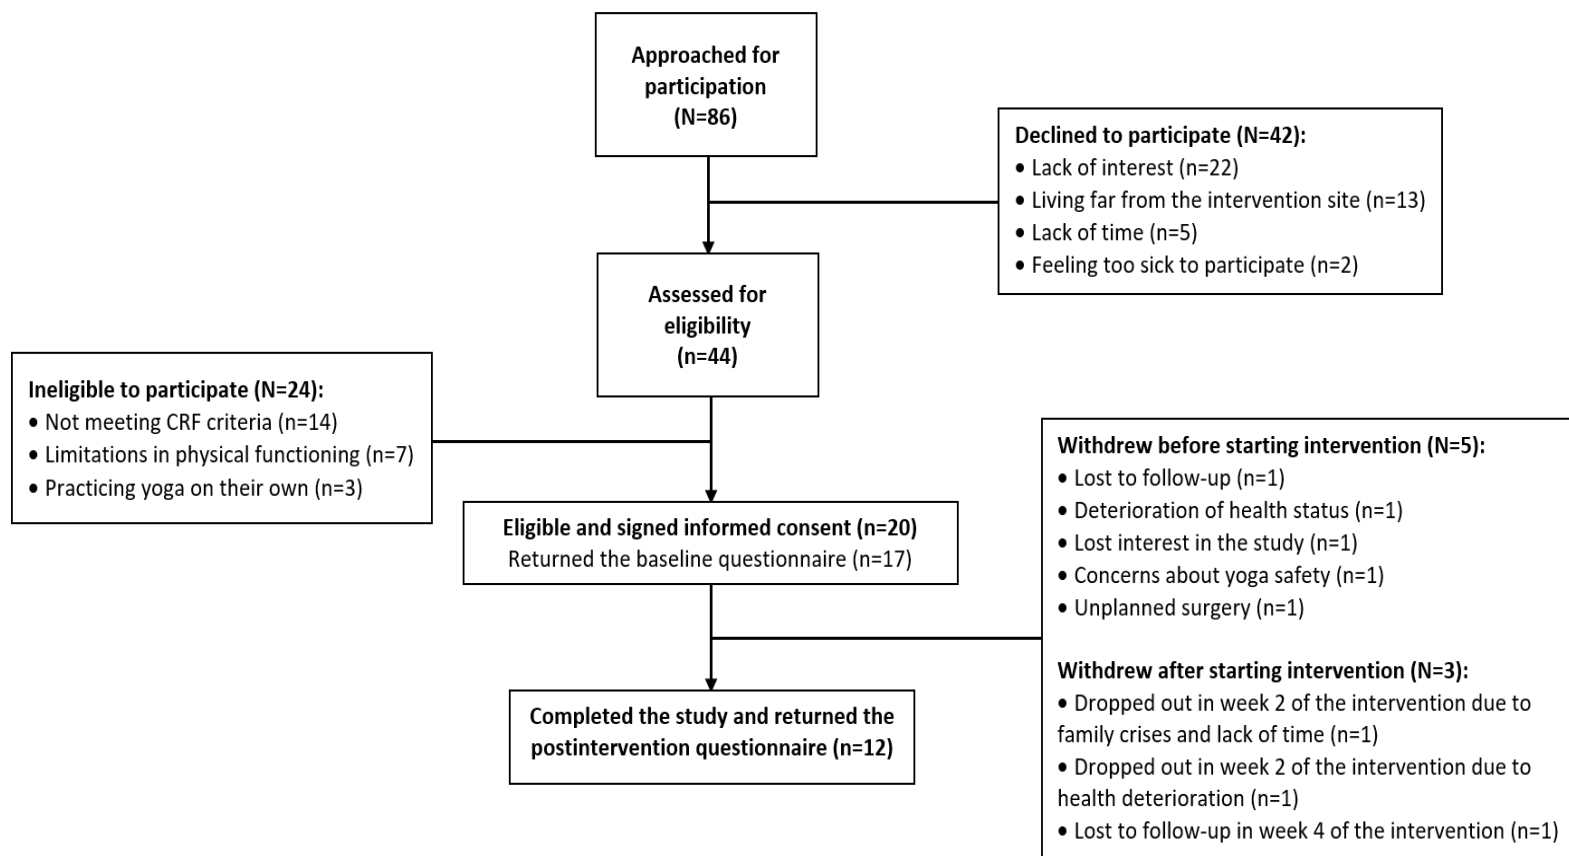 Approached for
participation
(N=86)
Declined to participate (N=42):
• Lack of interest (n=22)
• Living far from the intervention site (n=13)
• Lack of time (n=5)
• Feeling too sick to participate (n=2)
Assessed for
eligibility
(n=44)
Ineligible to participate (N=24):
• Not meeting CRF criteria (n=14)
• Limitations in physical functioning (n=7)
• Practicing yoga on their own (n=3)
Eligible and signed informed consent (n=20)
Returned the baseline questionnaire (n=17)
Withdrew before starting intervention (N=5):
• Lost to follow-up (n=1)
• Deterioration of health status (n=1)
• Lost interest in the study (n=1)
• Concerns about yoga safety (n=1)
• Unplanned surgery (n=1)
Withdrew after starting intervention (N=3):
• Dropped out in week 2 of the intervention due to
family crises and lack of time (n=1)
• Dropped out in week 2 of the intervention due to
health deterioration (n=1)
• Lost to follow-up in week 4 of the intervention (n=1)
Completed the study and returned the
postintervention questionnaire (n=12)